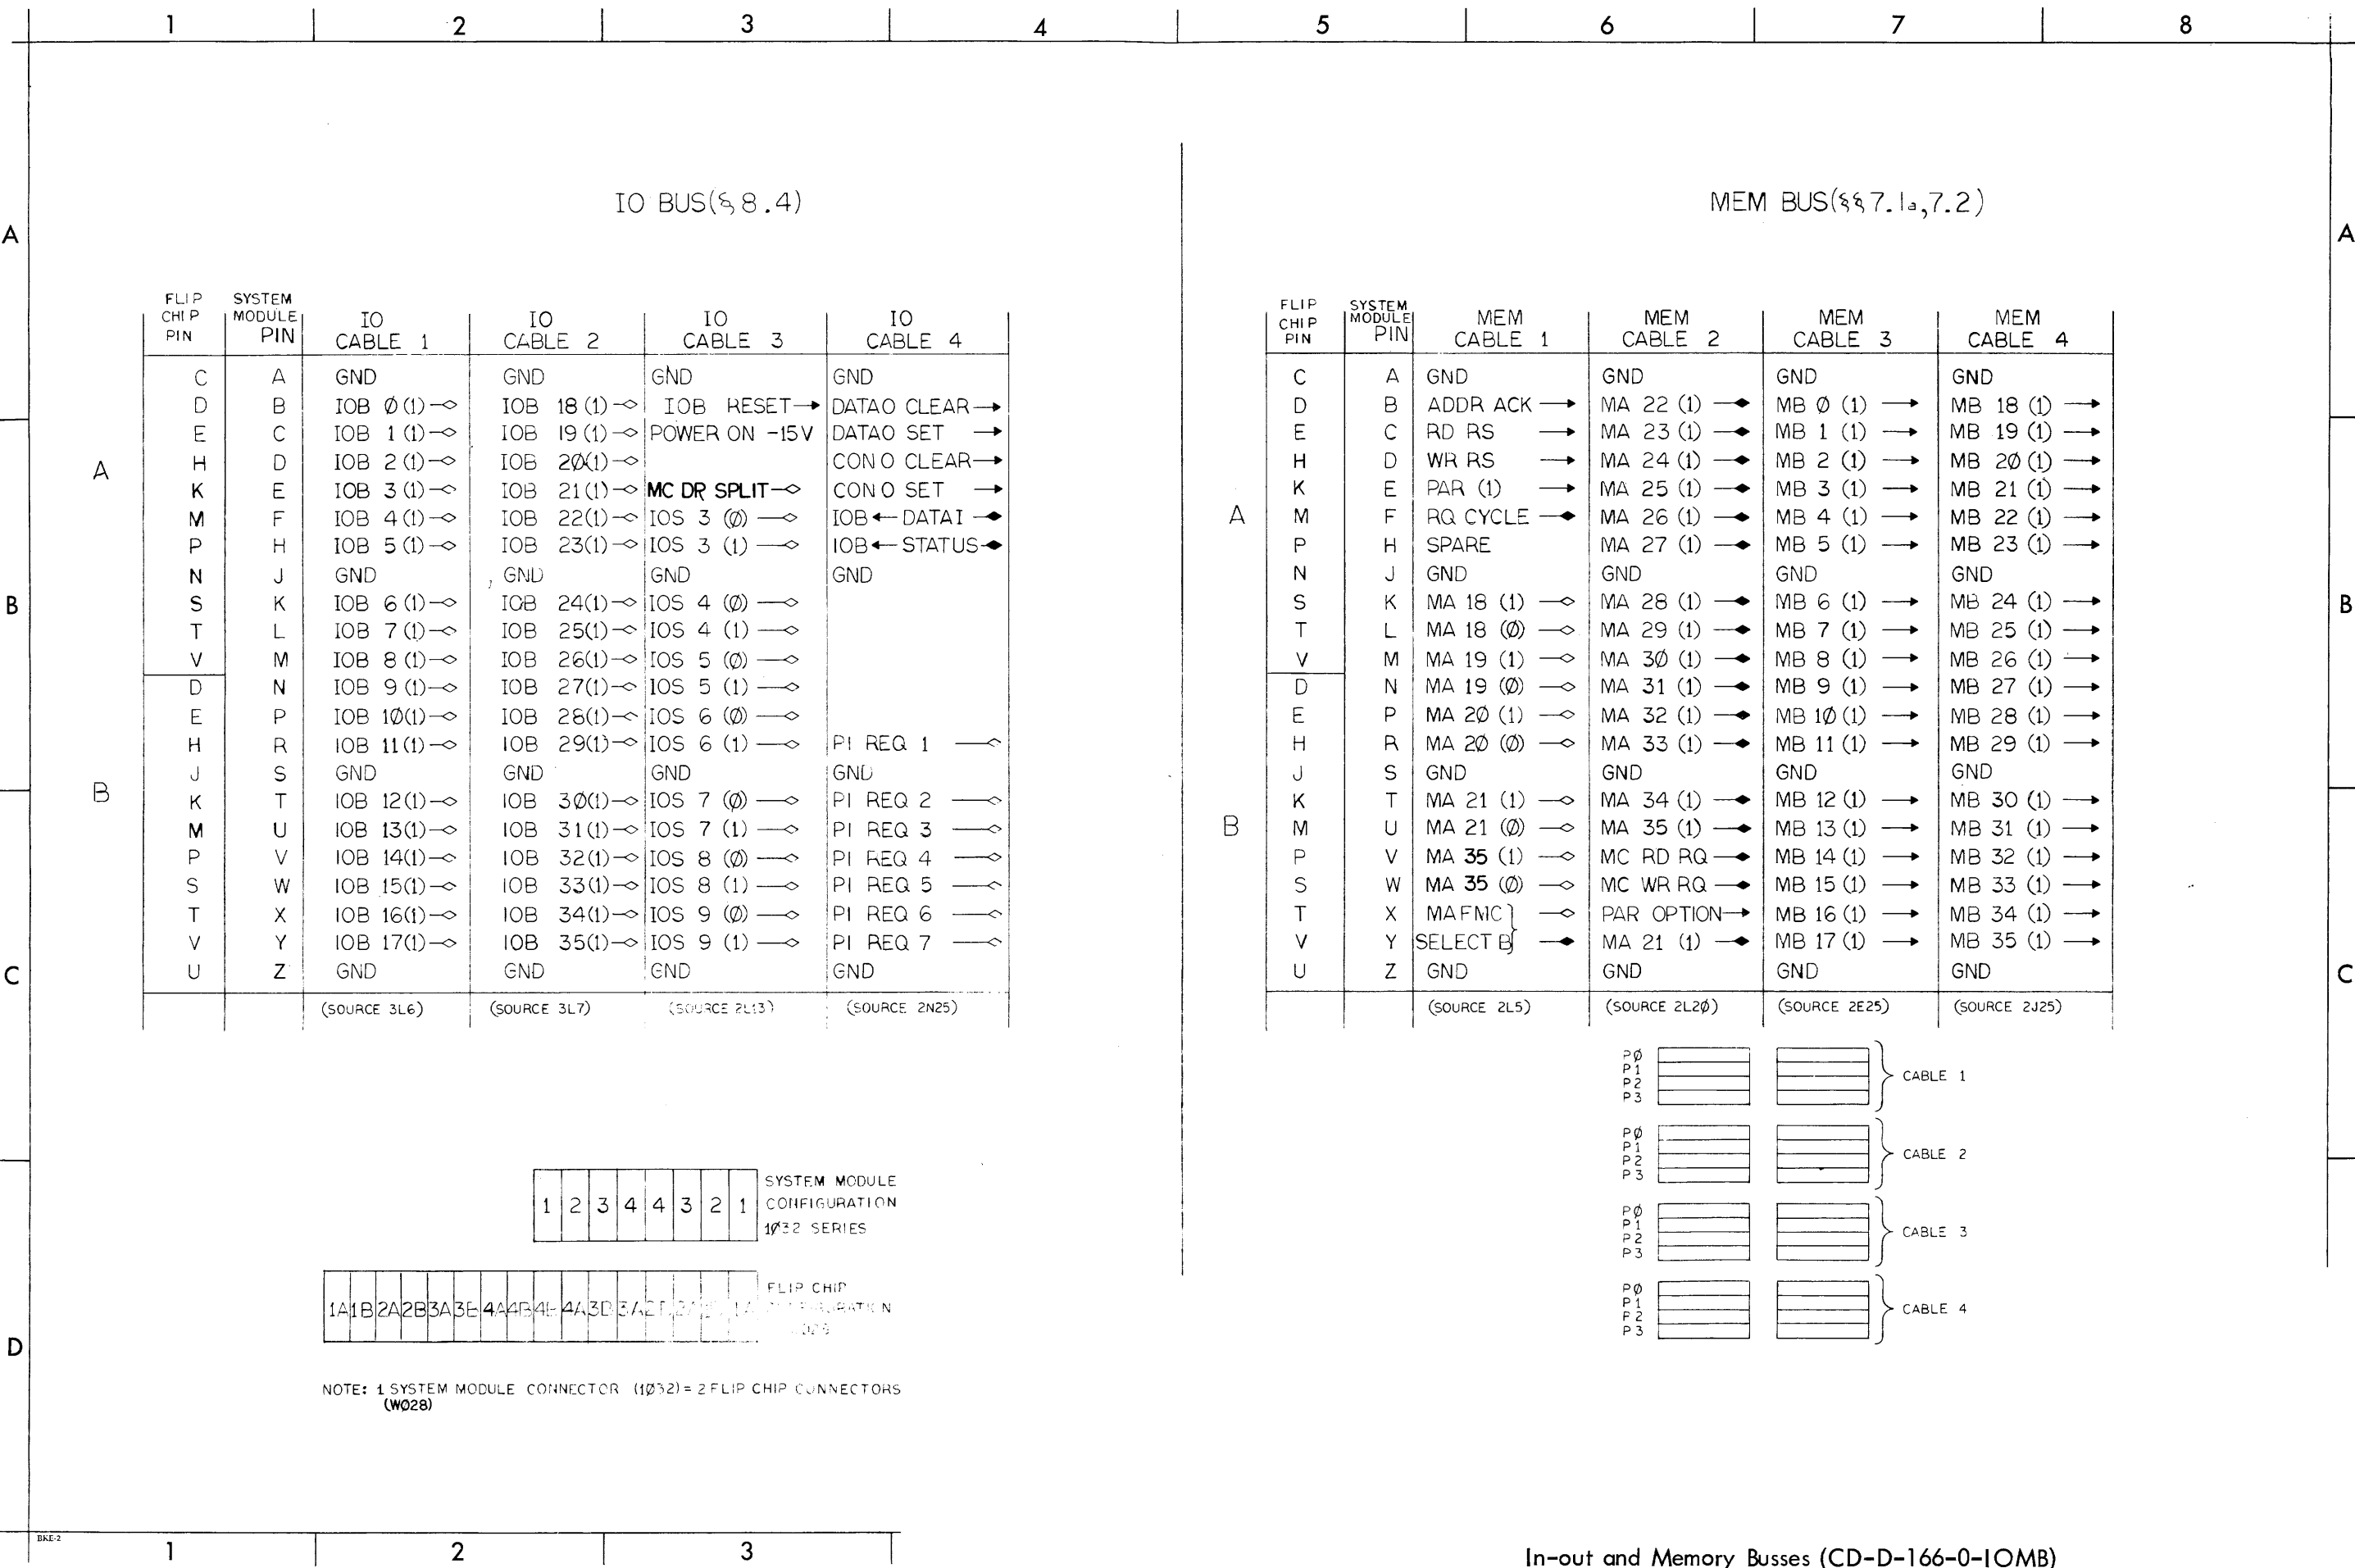 1 2 3 4 5 6 7 8
IO BUS(§8.4)
MEM BUS(§§7.1a,7.2)
A A
FLIP CHIP PIN SYSTEM MODULE PIN IO CABLE 1 IO CABLE 2 IO CABLE 3 IO CABLE 4
C A GND GND GND GND
D B IOB Ø(1) IOB 18(1) IOB RESET→ DATAO CLEAR→
E C IOB 1(1) IOB 19(1) POWER ON -15V DATAO SET →
H D IOB 2(1) IOB 2Ø(1) CONO CLEAR→
K E IOB 3(1) IOB 21(1) MC DR SPLIT CONO SET →
M F IOB 4(1) IOB 22(1) IOS 3 (Ø) IOB←DATAI
P H IOB 5(1) IOB 23(1) IOS 3 (1) IOB←STATUS
N J GND GND GND GND
S K IOB 6(1) IOB 24(1) IOS 4 (Ø)
T L IOB 7(1) IOB 25(1) IOS 4 (1)
V M IOB 8(1) IOB 26(1) IOS 5 (Ø)
D N IOB 9(1) IOB 27(1) IOS 5 (1)
E P IOB 1Ø(1) IOB 28(1) IOS 6 (Ø)
H R IOB 11(1) IOB 29(1) IOS 6 (1) PI REQ 1
J S GND GND GND GND
K T IOB 12(1) IOB 3Ø(1) IOS 7 (Ø) PI REQ 2
M U IOB 13(1) IOB 31(1) IOS 7 (1) PI REQ 3
P V IOB 14(1) IOB 32(1) IOS 8 (Ø) PI REQ 4
S W IOB 15(1) IOB 33(1) IOS 8 (1) PI REQ 5
T X IOB 16(1) IOB 34(1) IOS 9 (Ø) PI REQ 6
V Y IOB 17(1) IOB 35(1) IOS 9 (1) PI REQ 7
U Z GND GND GND GND
(SOURCE 3L6) (SOURCE 3L7) (SOURCE 2L13) (SOURCE 2N25)
A
B
FLIP CHIP PIN SYSTEM MODULE PIN MEM CABLE 1 MEM CABLE 2 MEM CABLE 3 MEM CABLE 4
C A GND GND GND GND
D B ADDR ACK → MA 22 (1) MB Ø (1) → MB 18 (1) →
E C RD RS → MA 23 (1) MB 1 (1) → MB 19 (1) →
H D WR RS → MA 24 (1) MB 2 (1) → MB 2Ø (1) →
K E PAR (1) → MA 25 (1) MB 3 (1) → MB 21 (1) →
M F RQ CYCLE MA 26 (1) MB 4 (1) → MB 22 (1) →
P H SPARE MA 27 (1) MB 5 (1) → MB 23 (1) →
N J GND GND GND GND
S K MA 18 (1) MA 28 (1) MB 6 (1) → MB 24 (1) →
T L MA 18 (Ø) MA 29 (1) MB 7 (1) → MB 25 (1) →
V M MA 19 (1) MA 3Ø (1) MB 8 (1) → MB 26 (1) →
D N MA 19 (Ø) MA 31 (1) MB 9 (1) → MB 27 (1) →
E P MA 2Ø (1) MA 32 (1) MB 1Ø (1) → MB 28 (1) →
H R MA 2Ø (Ø) MA 33 (1) MB 11 (1) → MB 29 (1) →
J S GND GND GND GND
K T MA 21 (1) MA 34 (1) MB 12 (1) → MB 30 (1) →
M U MA 21 (Ø) MA 35 (1) MB 13 (1) → MB 31 (1) →
P V MA 35 (1) MC RD RQ MB 14 (1) → MB 32 (1) →
S W MA 35 (Ø) MC WR RQ MB 15 (1) → MB 33 (1) →
T X MA FMC PAR OPTION→ MB 16 (1) → MB 34 (1) →
V Y SELECT B MA 21 (1) MB 17 (1) → MB 35 (1) →
U Z GND GND GND GND
(SOURCE 2L5) (SOURCE 2L2Ø) (SOURCE 2E25) (SOURCE 2J25)
A
B
B B
C C
PØ
P1
P2
P3
CABLE 1
PØ
P1
P2
P3
CABLE 2
PØ
P1
P2
P3
CABLE 3
PØ
P1
P2
P3
CABLE 4
1 2 3 4 4 3 2 1
SYSTEM MODULE
CONFIGURATION
1Ø32 SERIES
1A 1B 2A 2B 3A 3B 4A 4B 4B 4A 3A
FLIP CHIP
D
NOTE: 1 SYSTEM MODULE CONNECTOR (1Ø32)= 2 FLIP CHIP CONNECTORS
(WØ28)
BKE-2
1 2 3
In-out and Memory Busses (CD-D-166-0-IOMB)